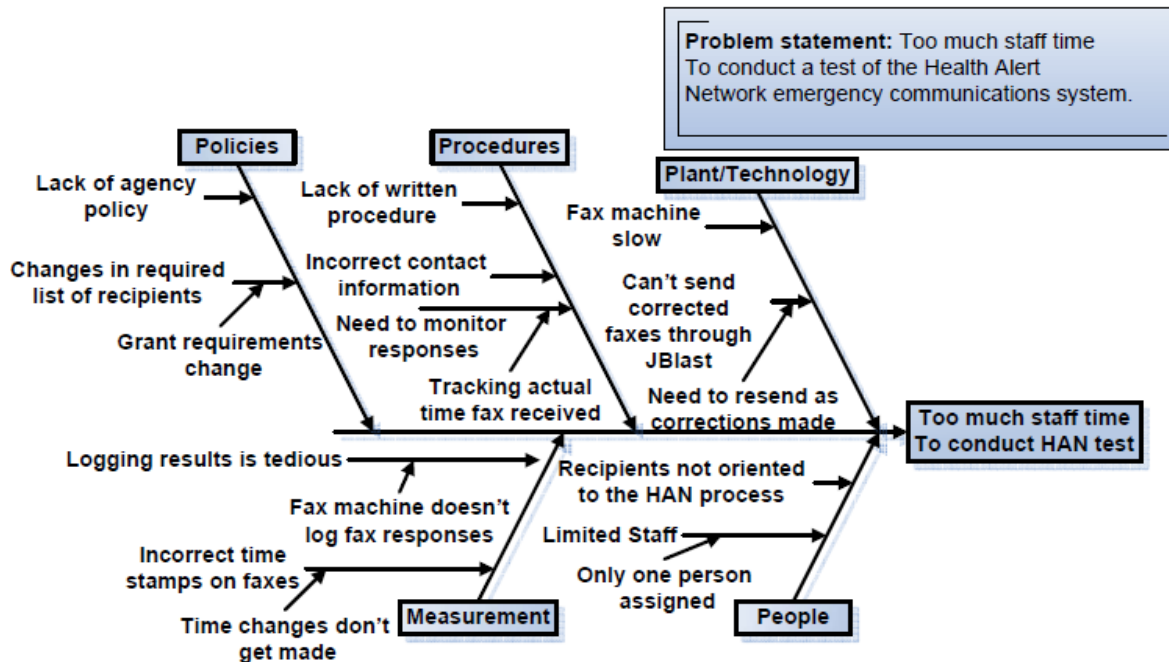 Problem statement: Too much staff time
To conduct a test of the Health Alert
Network emergency communications system.
Policies
Procedures
Plant/Technology
Lack of agency
policy
Changes in required
list of recipients
Grant requirements
change
Lack of written
procedure
Incorrect contact
information
Need to monitor
responses
Tracking actual
time fax received
Fax machine
slow
Can't send
corrected
faxes through
JBlast
Need to resend as
corrections made
Too much staff time
To conduct HAN test
Logging results is tedious
Fax machine doesn't
log fax responses
Incorrect time
stamps on faxes
Time changes don't
get made
Measurement
Recipients not oriented
to the HAN process
Limited Staff
Only one person
assigned
People